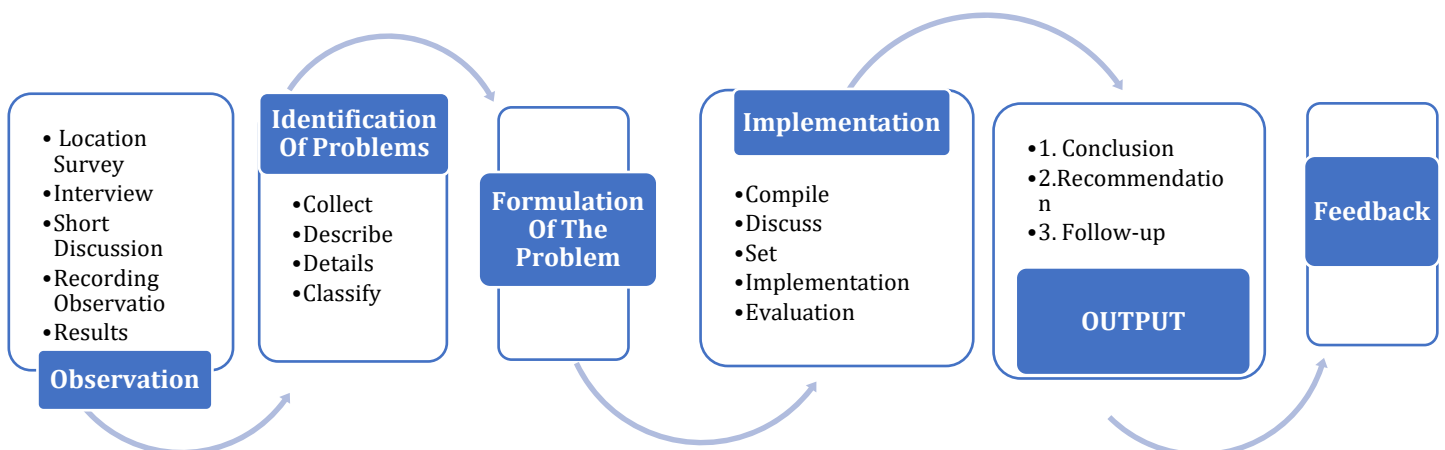 • Location
Survey
•Interview
•Short
Discussion
•Recording
Observatio
•Results
Observation
Identification
Of Problems
•Collect
•Describe
•Details
•Classify
Formulation
Of The
Problem
Implementation
•Compile
•Discuss
•Set
•Implementation
•Evaluation
•1. Conclusion
•2.Recommendatio
n
•3. Follow-up
OUTPUT
Feedback